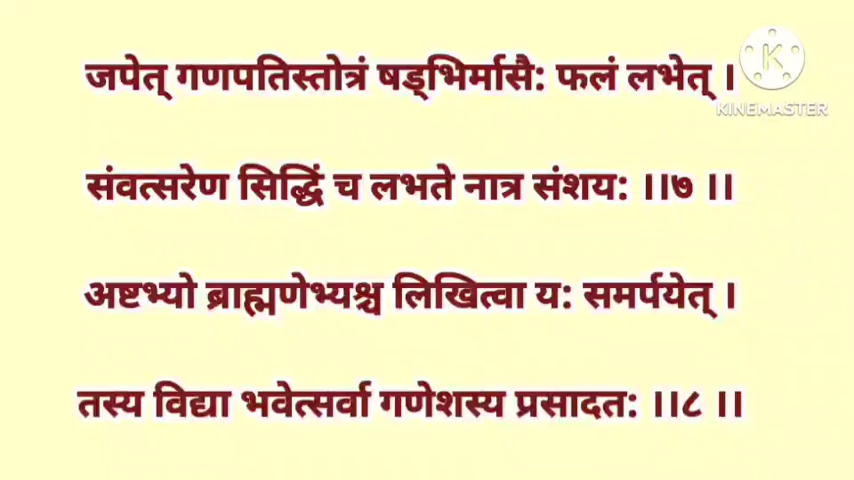 जपेत् गणपतिस्तोत्रं षड्भिर्मासै: फलं लभेत् ।
KINEMASTER
संवत्सरेण सिद्धिं च लभते नात्र संशय: ।।७ ।।
अष्टभ्यो ब्राह्मणेभ्यश्च लिखित्वा य: समर्पयेत् ।
तस्य विद्या भवेत्सर्वा गणेशस्य प्रसादत: ।।८ ।।